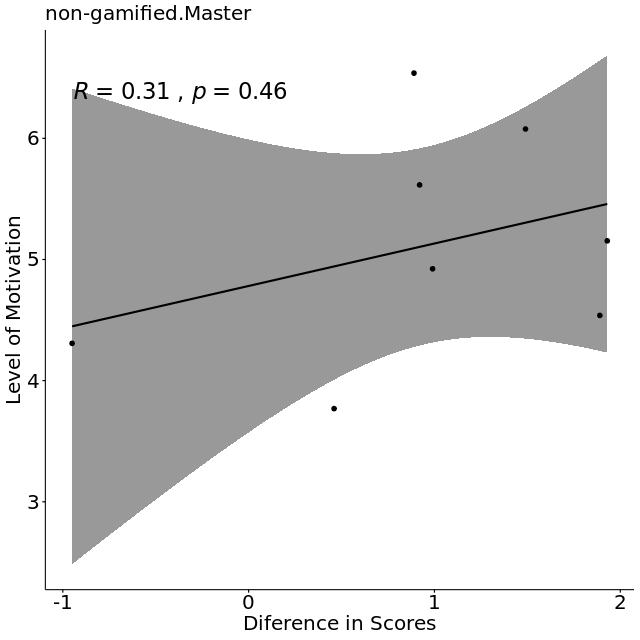 non-gamified.Master
R = 0.31 , p = 0.46
Level of Motivation
6
5
4
3
-1 0 1 2
Diference in Scores